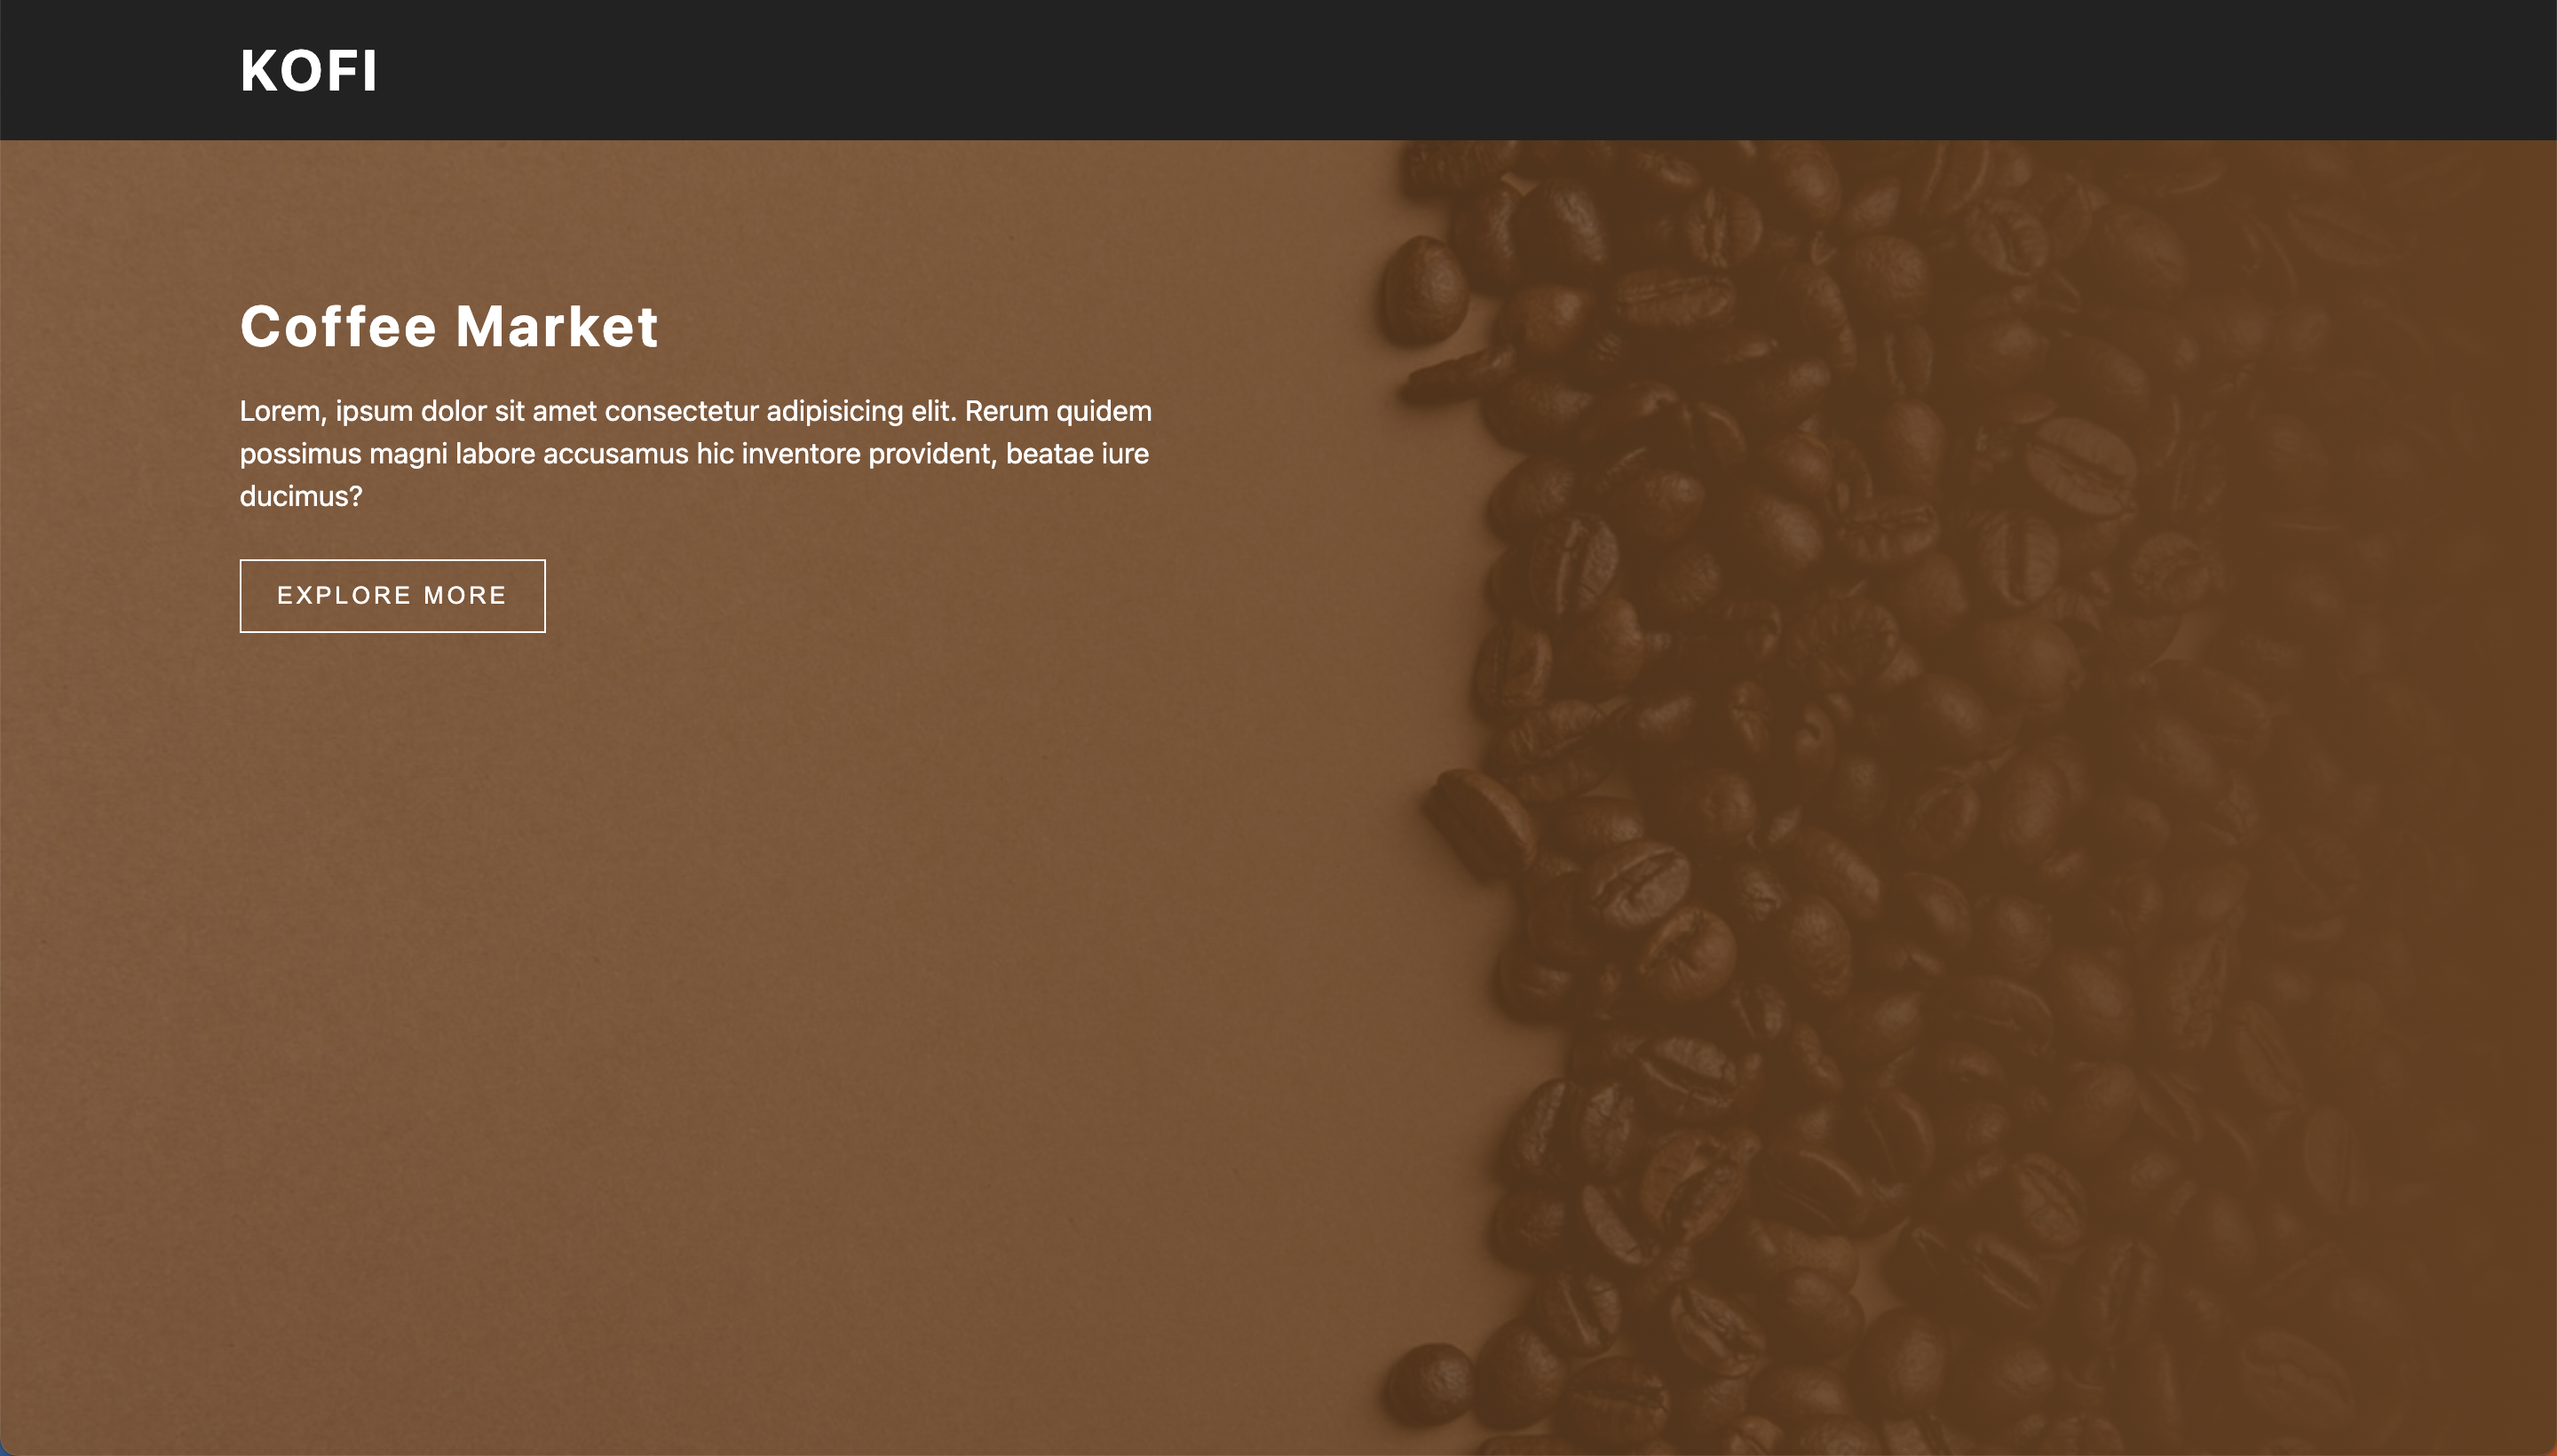 KOFI
Coffee Market
Lorem, ipsum dolor sit amet consectetur adipisicing elit. Rerum quidem
possimus magni labore accusamus hic inventore provident, beatae iure
ducimus?
EXPLORE MORE